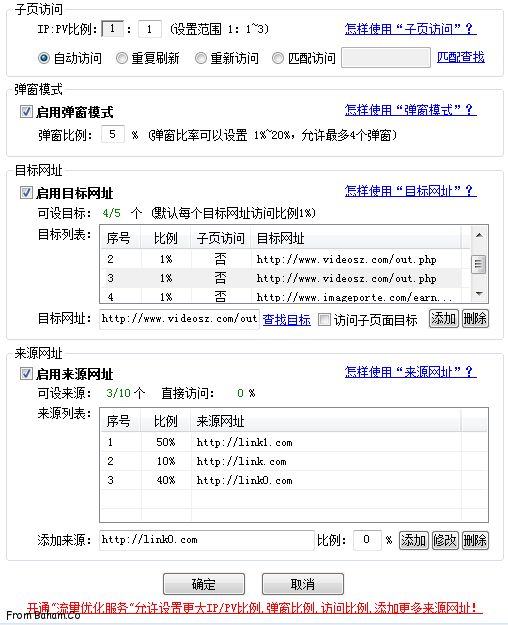 子页访问
IP:PV比例: 1 : 1 (设置范围 1: 1~3) 怎样使用“子页访问”?
自动访问 重复刷新 重新访问 匹配访问 匹配查找
弹窗模式
启用弹窗模式 怎样使用“弹窗模式”?
弹窗比例: 5 % (弹窗比率可以设置 1%~20%, 允许最多4个弹窗)
目标网址
启用目标网址 怎样使用“目标网址”?
可设目标: 4/5 个 (默认每个目标网址访问比例1%)
目标列表:
序号 比例 子页访问 目标网址
2 1% 否 http://www.videosz.com/out.php
3 1% 否 http://www.videosz.com/out.php
4 1% 否 http://www.imageporte.com/earn...
目标网址: http://www.videosz.com/out 查找目标 访问子页面目标 添加 删除
来源网址
启用来源网址 怎样使用“来源网址”?
可设来源: 3/10 个 直接访问: 0 %
来源列表:
序号 比例 来源网址
1 50% http://link1.com
2 10% http://link.com
3 40% http://link0.com
添加来源: http://link0.com 比例: 0 % 添加 修改 删除
确定 取消
开通“流量优化服务”允许设置更大IP/PV比例,弹窗比例,访问比例,添加更多来源网址!
From Banam.Co